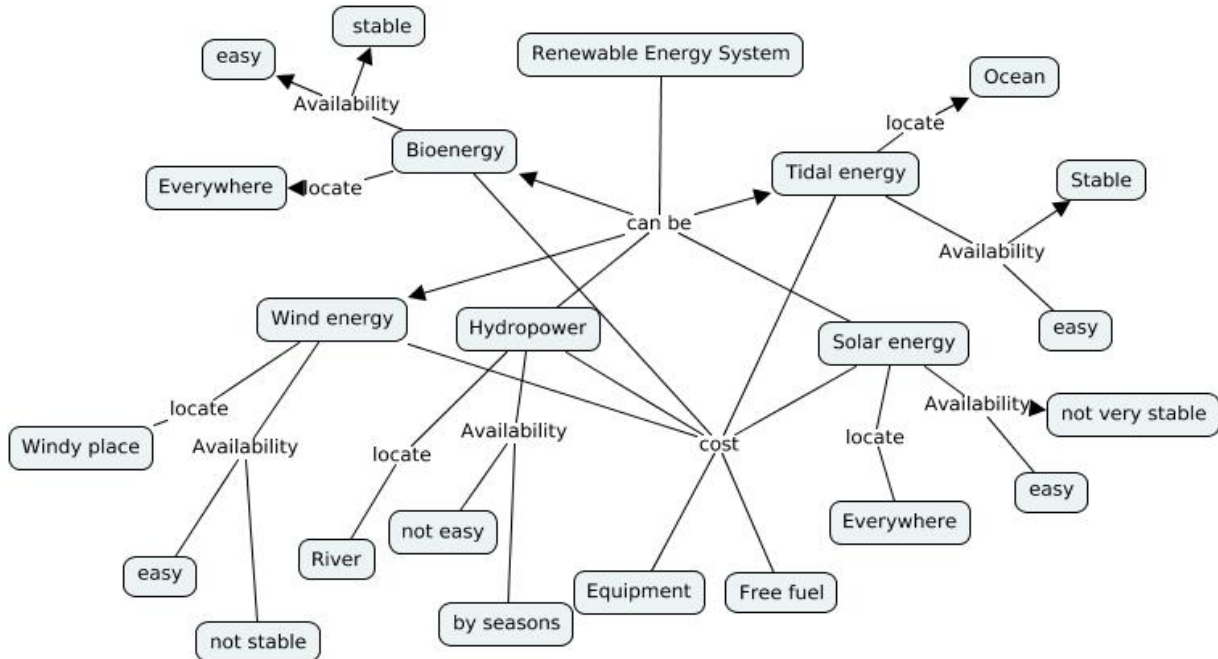 stable
Renewable Energy System
easy
Ocean
Availability
locate
Bioenergy
Tidal energy
Everywhere
locate
Stable
can be
Availability
Wind energy
Hydropower
easy
Solar energy
locate
Availability
not very stable
Windy place
Availability
Availability
locate
cost
locate
easy
not easy
Everywhere
River
easy
Equipment
Free fuel
not stable
by seasons